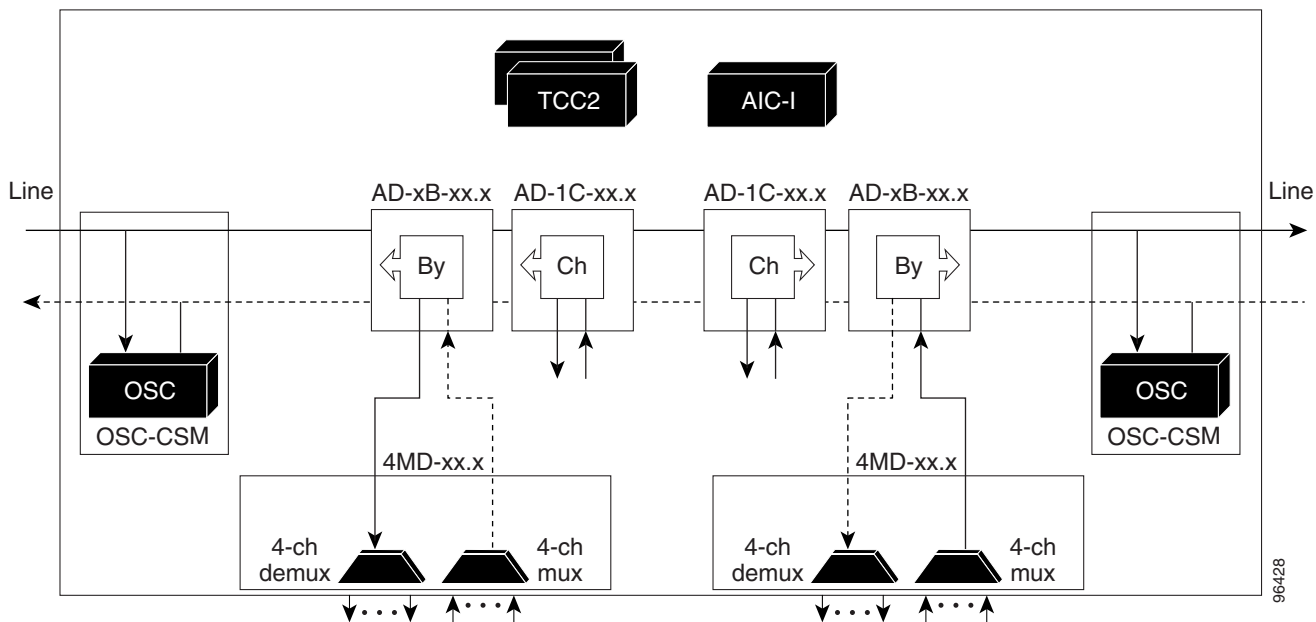 TCC2
AIC-I
Line
AD-xB-xx.x
AD-1C-xx.x
AD-1C-xx.x
AD-xB-xx.x
Line
By
Ch
Ch
By
OSC
OSC
OSC-CSM
OSC-CSM
4MD-xx.x
4MD-xx.x
4-ch
demux
4-ch
mux
4-ch
demux
4-ch
mux
96428